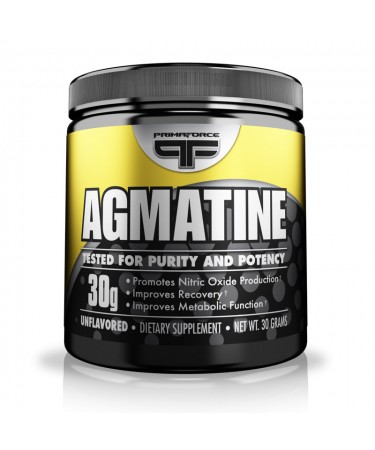 PRIMAFORCE
AGMATINE
TESTED FOR PURITY AND POTENCY
30g
• Promotes Nitric Oxide Production†
• Improves Recovery†
• Improves Metabolic Function†
UNFLAVORED • DIETARY SUPPLEMENT • NET WT. 30 GRAMS